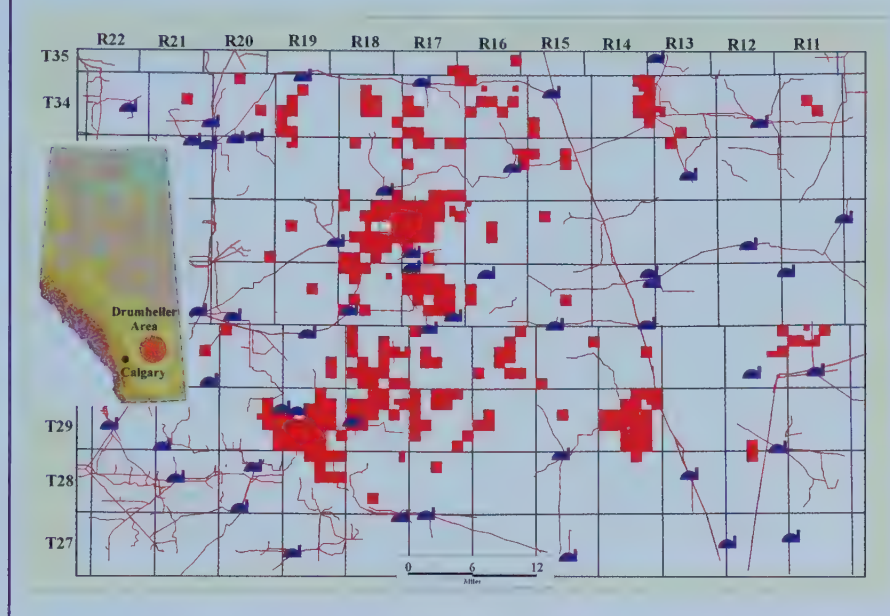 R22 R21 R20 R19 R18 R17 R16 R15 R14 R13 R12 R11
T35
T34
Drumheller
Area
Calgary
T29
T28
T27
0 6 12
Miles